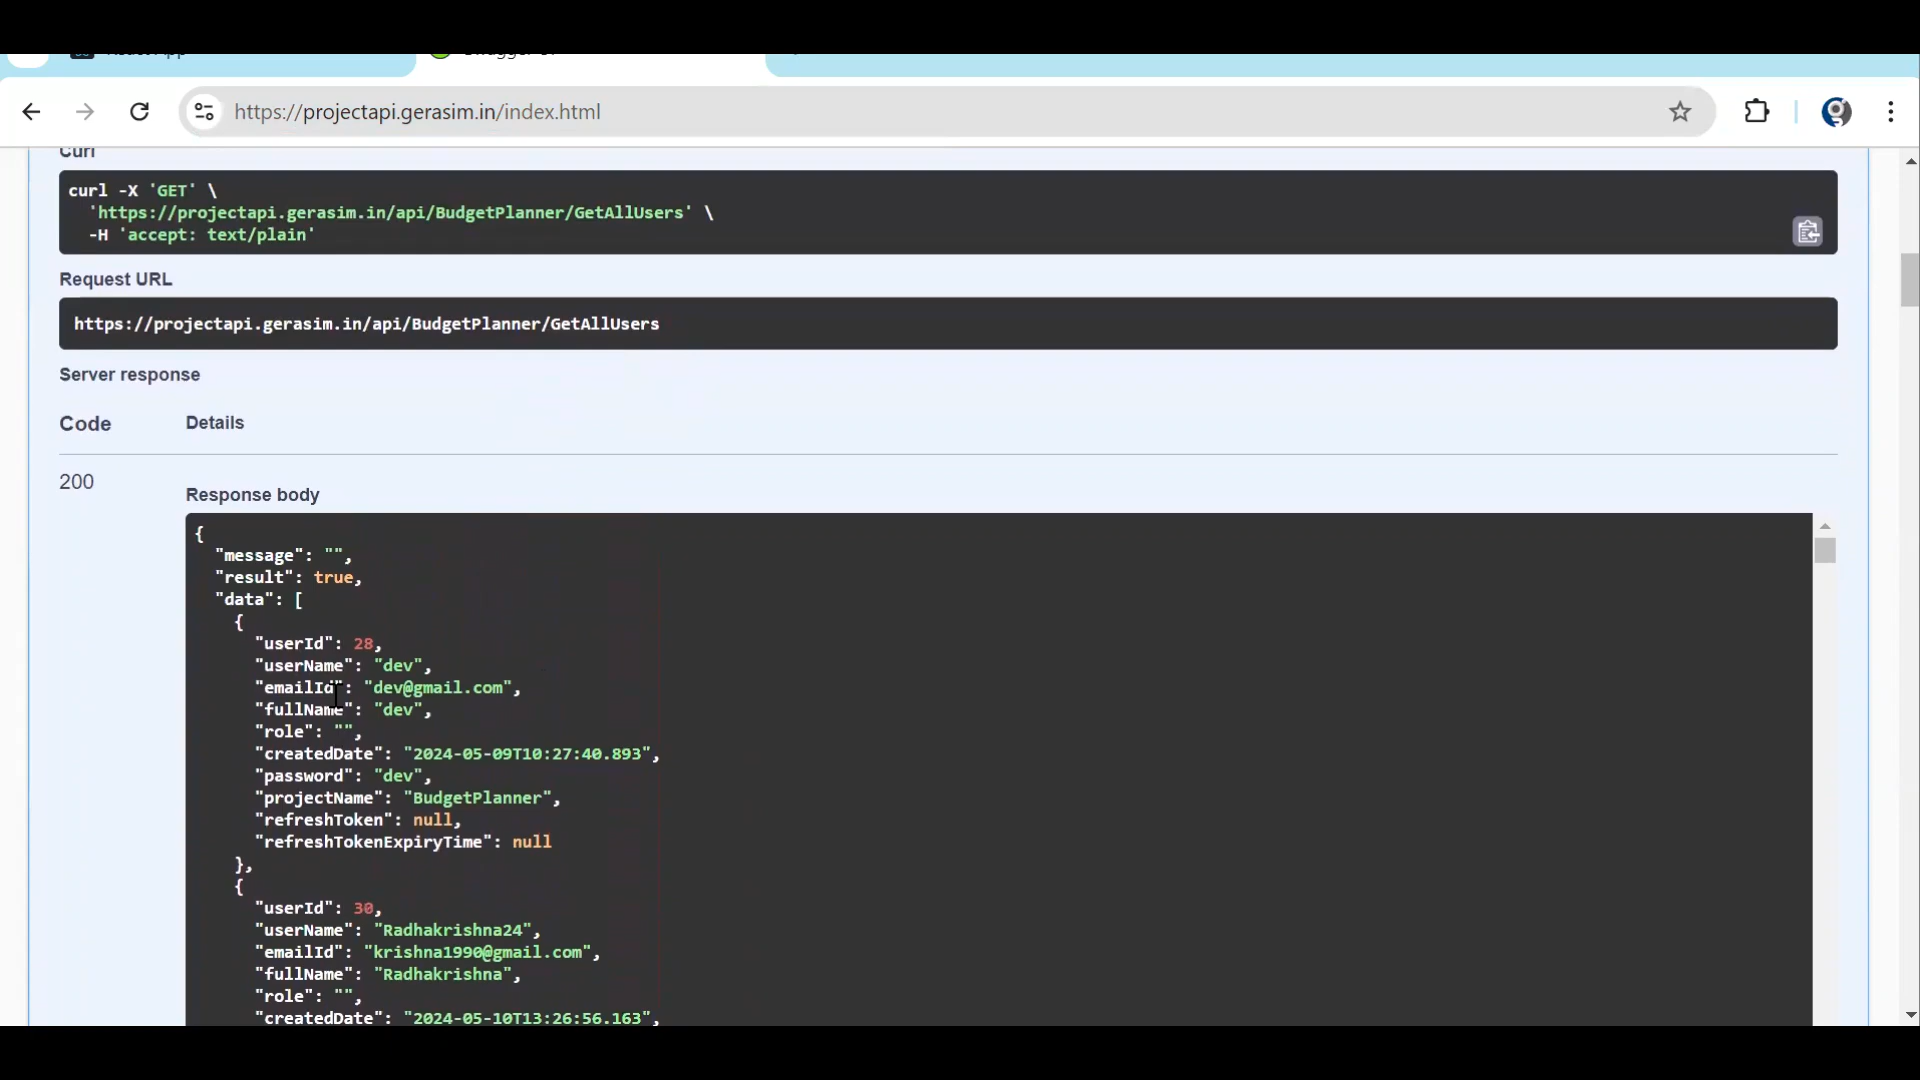 https://projectapi.gerasim.in/index.html
Curl
curl -X 'GET' \
'https://projectapi.gerasim.in/api/BudgetPlanner/GetAllUsers' \
-H 'accept: text/plain'
Request URL
https://projectapi.gerasim.in/api/BudgetPlanner/GetAllUsers
Server response
Code Details
200
Response body
{
"message": "",
"result": true,
"data": [
{
"userId": 28,
"userName": "dev",
"emailId": "dev@gmail.com",
"fullName": "dev",
"role": "",
"createdDate": "2024-05-09T10:27:40.893",
"password": "dev",
"projectName": "BudgetPlanner",
"refreshToken": null,
"refreshTokenExpiryTime": null
},
{
"userId": 30,
"userName": "Radhakrishna24",
"emailId": "krishna1990@gmail.com",
"fullName": "Radhakrishna",
"role": "",
"createdDate": "2024-05-10T13:26:56.163",